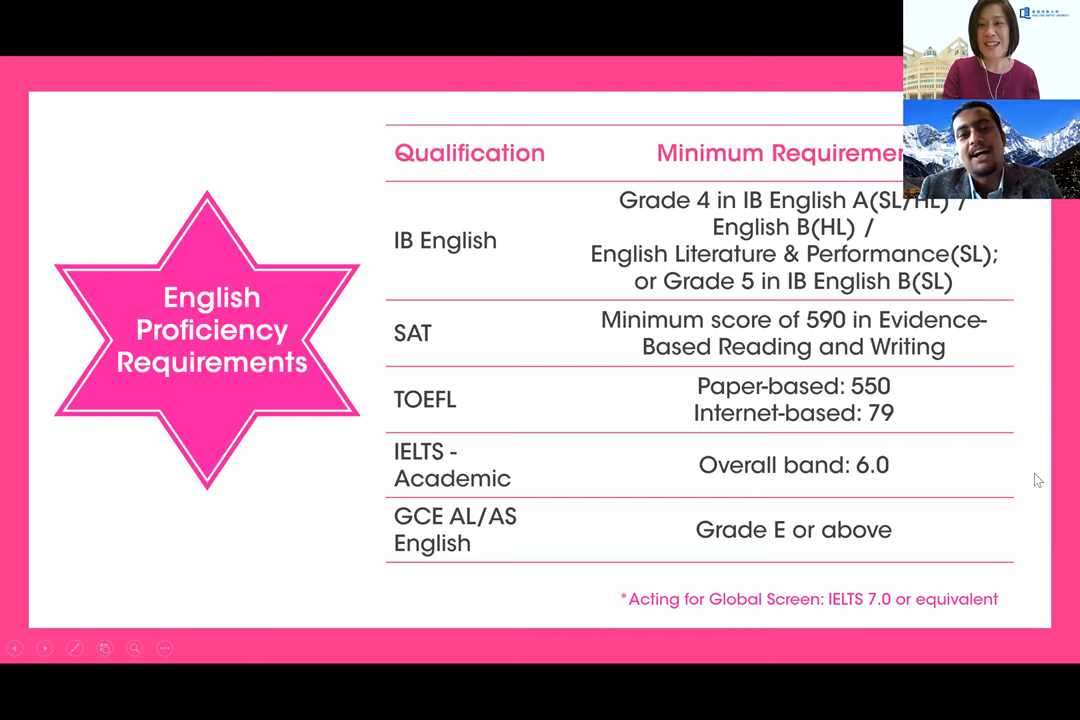 Qualification
Minimum
Grade 4 in IB English A(SL/HL) /
English B(HL) /
IB English
English Literature & Performance(SL);
or Grade 5 in IB English B(SL)
English
Proficiency
Requirements
SAT
Minimum score of 590 in Evidence-
Based Reading and Writing
TOEFL
Paper-based: 550
Internet-based: 79
IELTS -
Academic
Overall band: 6.0
GCE AL/AS
English
Grade E or above
*Acting for Global Screen: IELTS 7.0 or equivalent